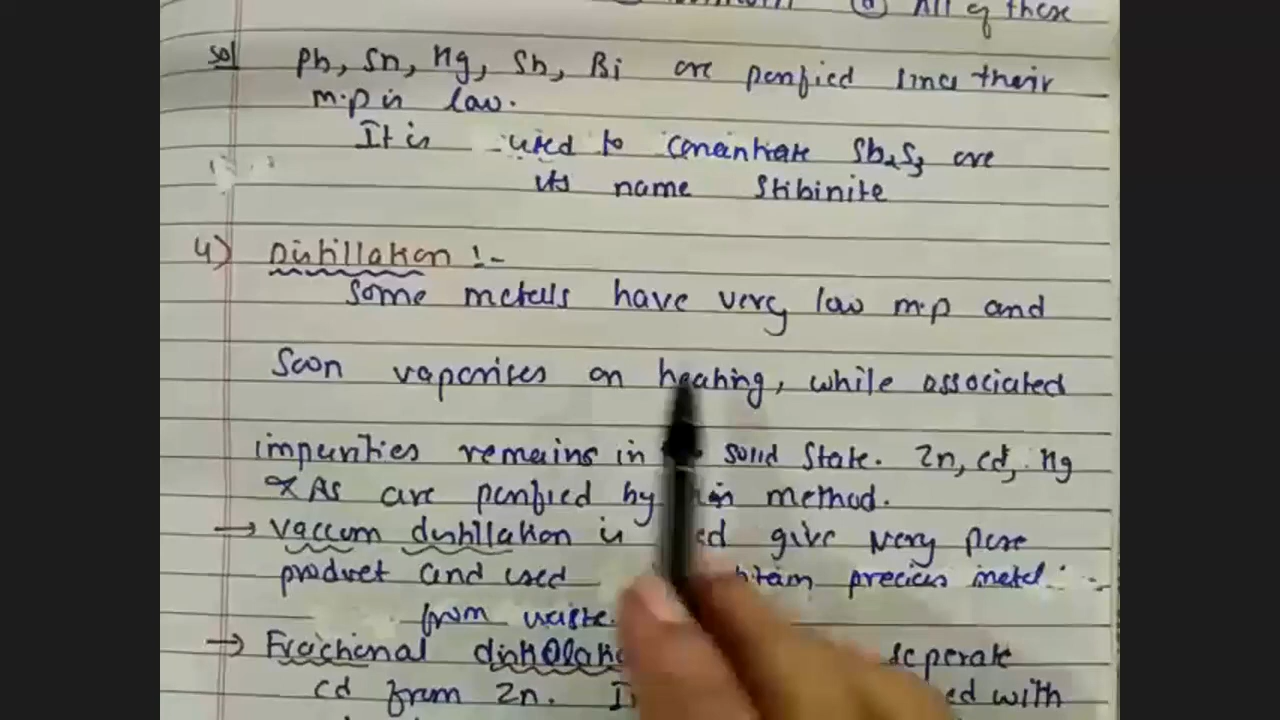 (d) All of these
Sol Pb, Sn, Hg, Sb, Bi are purified since their
m.p is low.
It is used to concentrate Sb2S3 ore
its name Stibinite
4) Distillation :-
Some metals have very low m.p and
Soon vaporises on heating, while associated
impurities remains in solid state. Zn, Cd, Hg
& As are purified by method.
→ Vaccum distillation is give very pure
product and used precious metal
from waste.
→ Fractional seperate
Cd from Zn. with